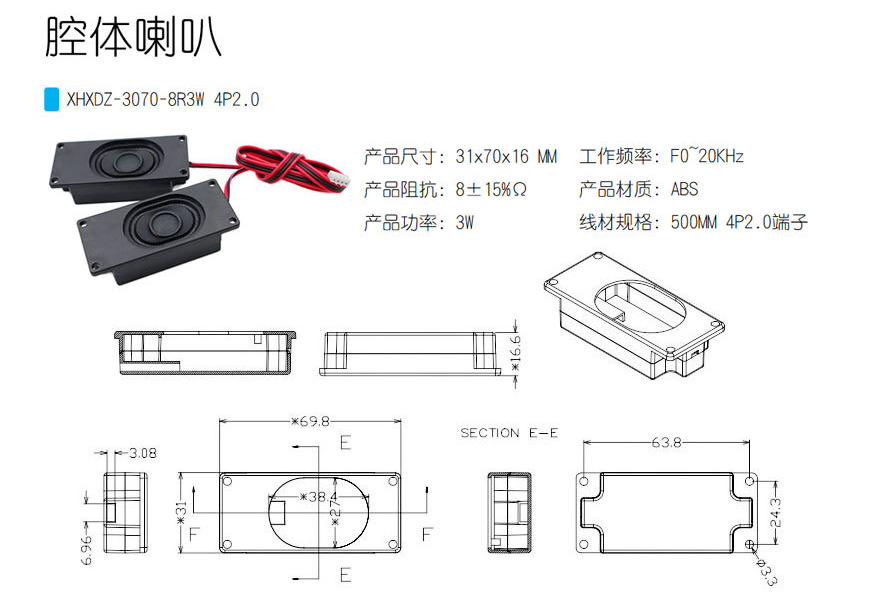 腔体喇叭
XHXDZ-3070-8R3W 4P2.0
产品尺寸: 31x70x16 MM 工作频率: F0~20KHz
产品阻抗: 8±15%Ω 产品材质: ABS
产品功率: 3W 线材规格: 500MM 4P2.0端子
*16.6
*69.8
SECTION E-E
E
63.8
3.08
*38.4
*31
*27
24.3
F
F
6.96
E
ø3.3